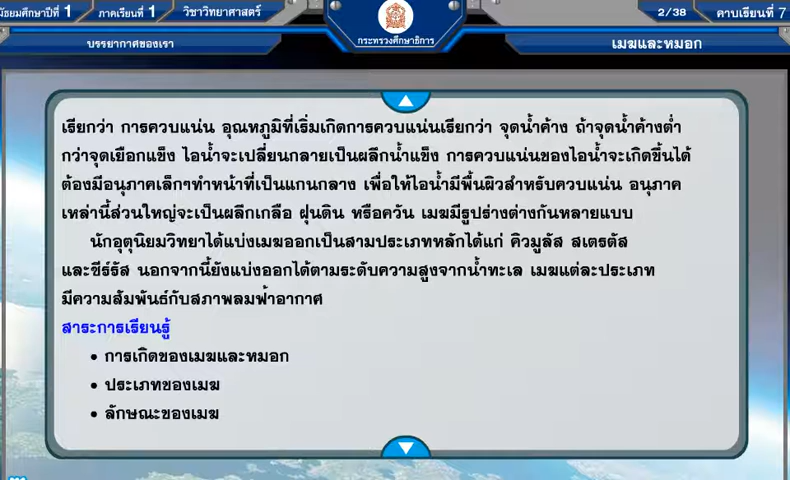 มัธยมศึกษาปีที่ 1 ภาคเรียนที่ 1 วิชาวิทยาศาสตร์ 2/38 คาบเรียนที่ 7
บรรยากาศของเรา กระทรวงศึกษาธิการ เมฆและหมอก
เรียกว่า การควบแน่น อุณหภูมิที่เริ่มเกิดการควบแน่นเรียกว่า จุดน้ำค้าง ถ้าจุดน้ำค้างต่ำ
กว่าจุดเยือกแข็ง ไอน้ำจะเปลี่ยนกลายเป็นผลึกน้ำแข็ง การควบแน่นของไอน้ำจะเกิดขึ้นได้
ต้องมีอนุภาคเล็กๆทำหน้าที่เป็นแกนกลาง เพื่อให้ไอน้ำมีพื้นผิวสำหรับควบแน่น อนุภาค
เหล่านี้ส่วนใหญ่จะเป็นผลึกเกลือ ฝุ่นดิน หรือควัน เมฆมีรูปร่างต่างกันหลายแบบ
นักอุตุนิยมวิทยาได้แบ่งเมฆออกเป็นสามประเภทหลักได้แก่ คิวมูลัส สเตรตัส
และซีร์รัส นอกจากนี้ยังแบ่งออกได้ตามระดับความสูงจากน้ำทะเล เมฆแต่ละประเภท
มีความสัมพันธ์กับสภาพลมฟ้าอากาศ
สาระการเรียนรู้
• การเกิดของเมฆและหมอก
• ประเภทของเมฆ
• ลักษณะของเมฆ